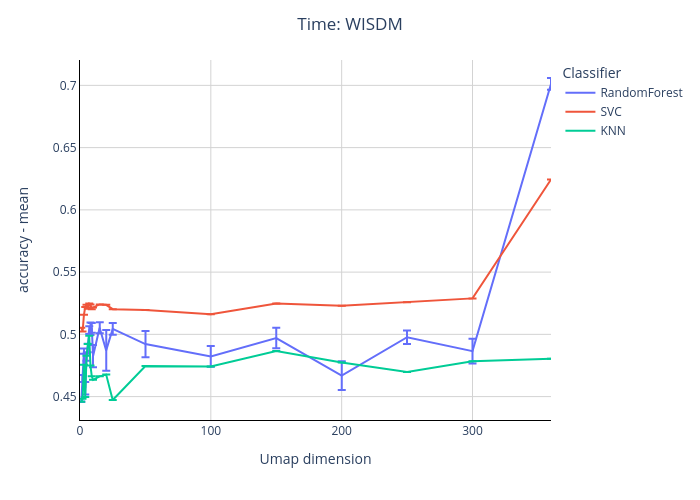 Time: WISDM
Classifier
RandomForest
SVC
KNN
accuracy - mean
0.7
0.65
0.6
0.55
0.5
0.45
0
100
200
300
Umap dimension